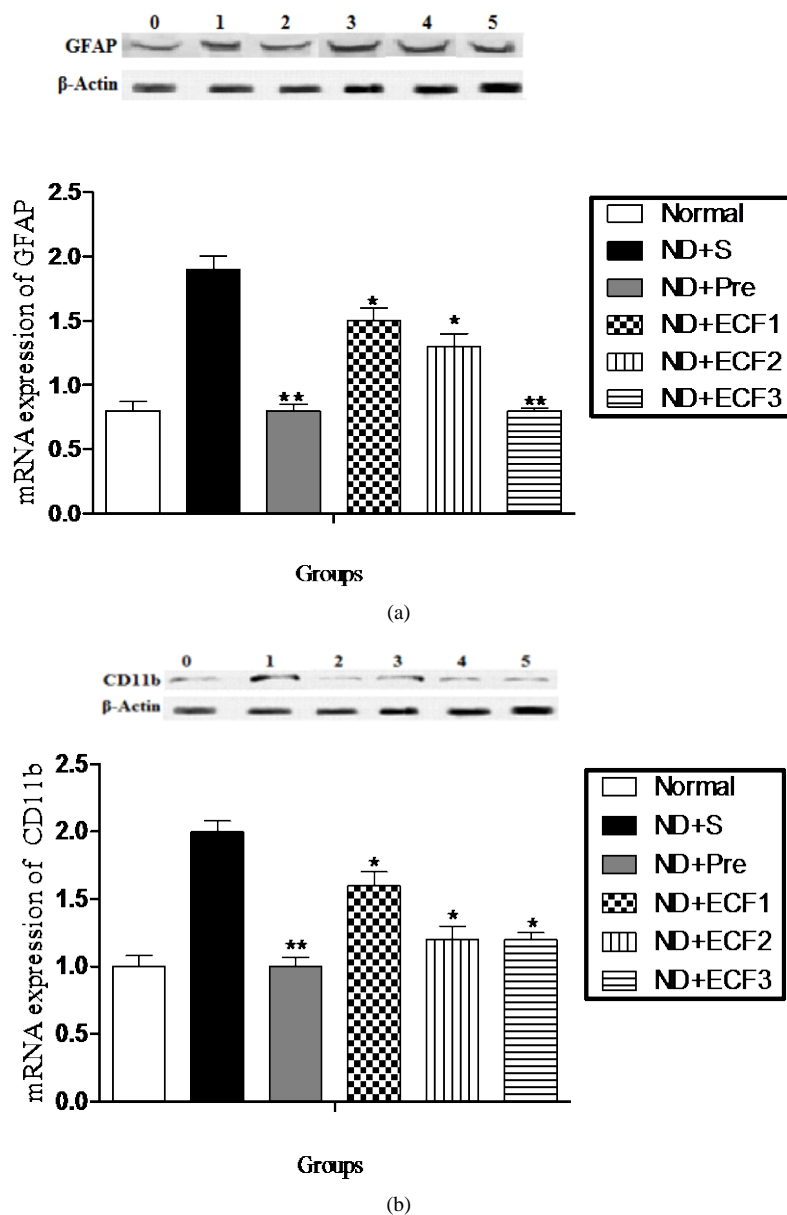 0 1 2 3 4 5
GFAP
β-Actin
mRNA expression of GFAP
2.5
2.0
1.5
1.0
0.5
0.0
** * * **
Groups
Normal
ND+S
ND+Pre
ND+ECF1
ND+ECF2
ND+ECF3
(a)
0 1 2 3 4 5
CD11b
β-Actin
mRNA expression of CD11b
2.5
2.0
1.5
1.0
0.5
0.0
** * * *
Groups
Normal
ND+S
ND+Pre
ND+ECF1
ND+ECF2
ND+ECF3
(b)